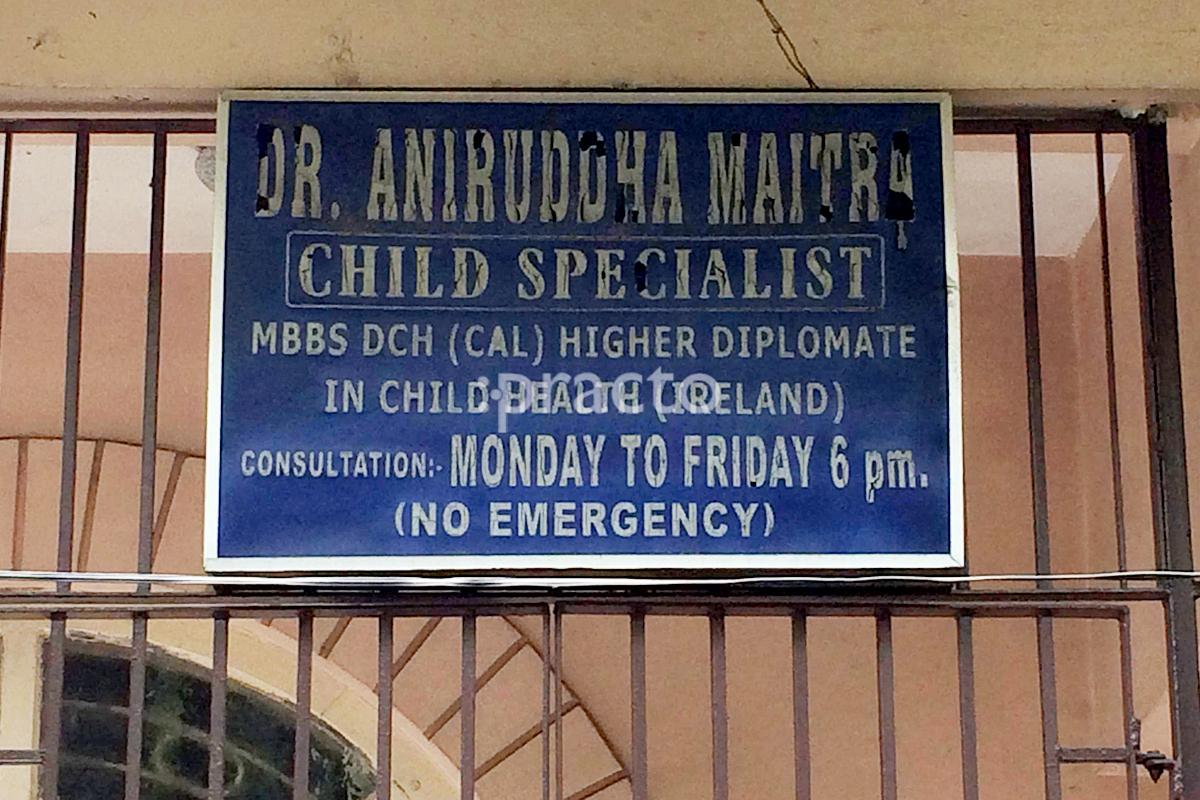 DR. ANIRUDDHA MAITRA
CHILD SPECIALIST
MBBS DCH (CAL) HIGHER DIPLOMATE
IN CHILD HEALTH (IRELAND)
CONSULTATION:- MONDAY TO FRIDAY 6 pm.
(NO EMERGENCY)
•practo•